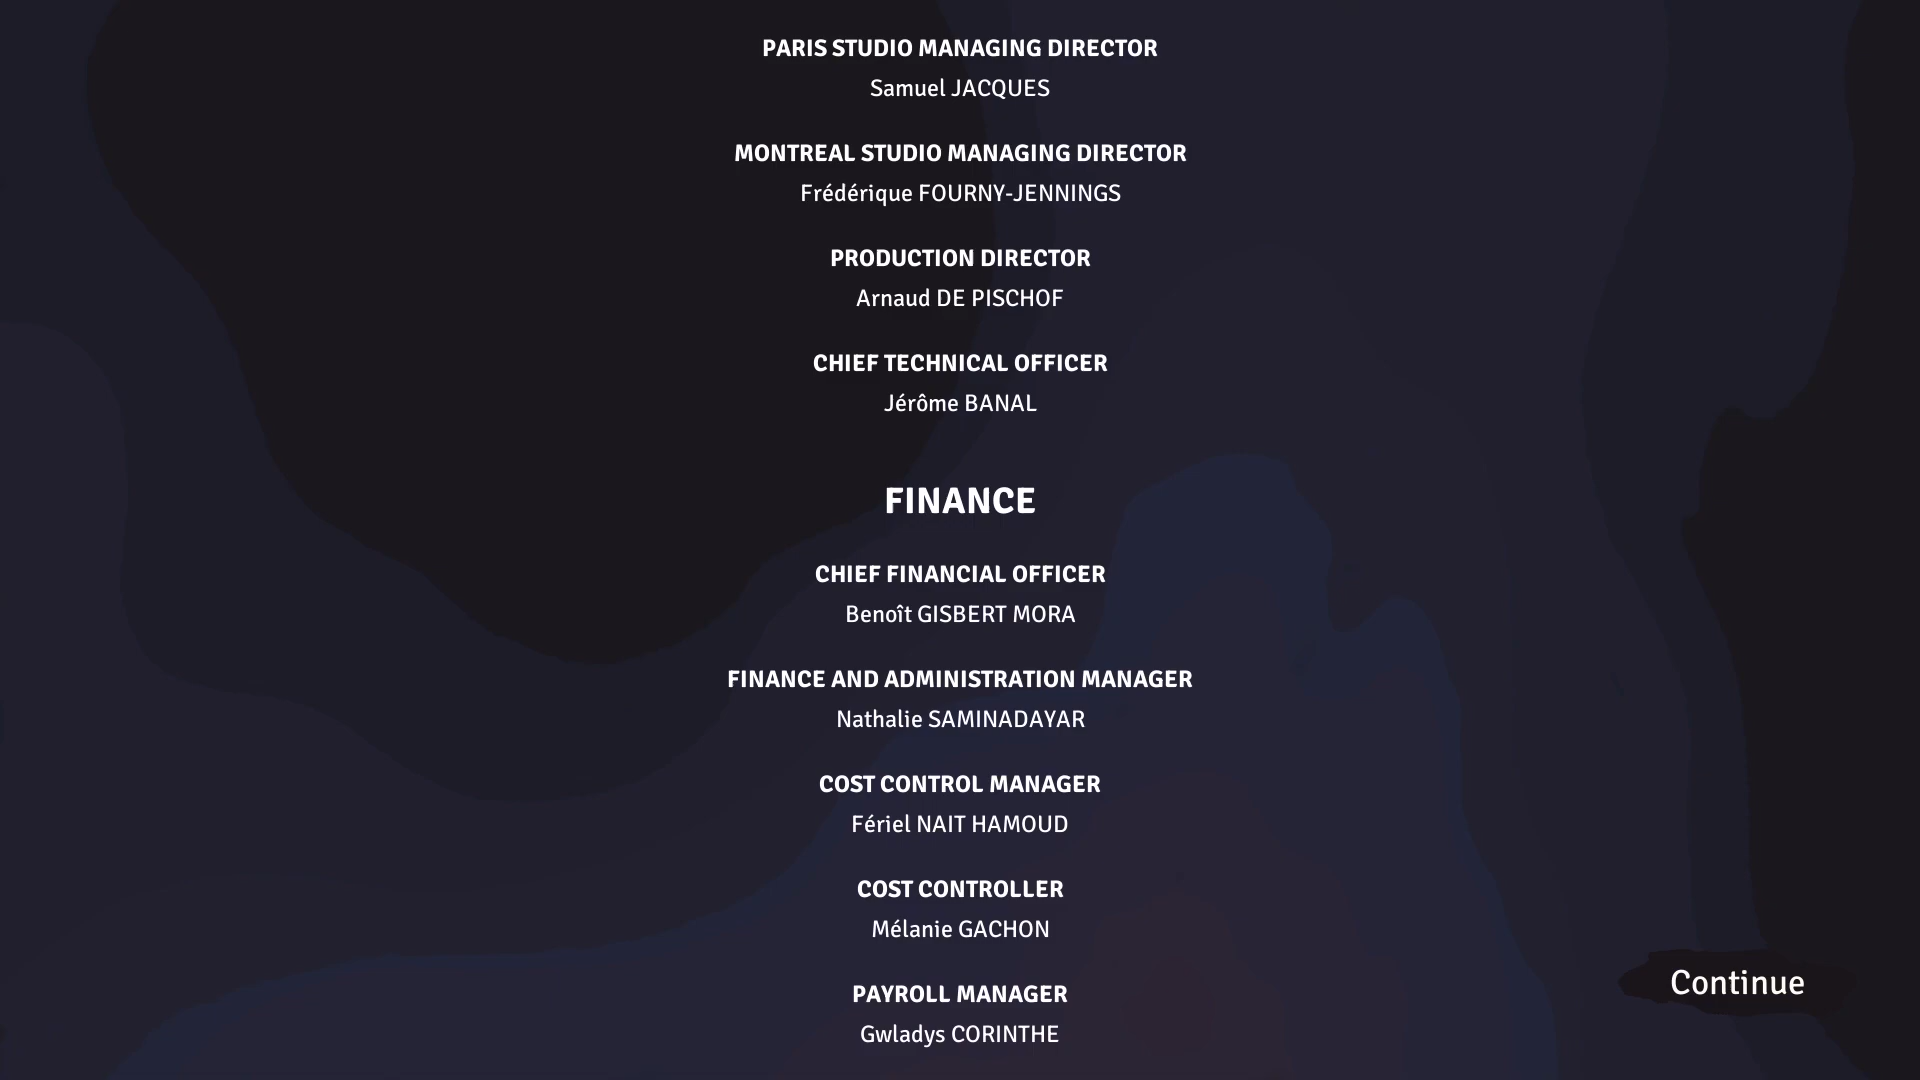 PARIS STUDIO MANAGING DIRECTOR
Samuel JACQUES
MONTREAL STUDIO MANAGING DIRECTOR
Frédérique FOURNY-JENNINGS
PRODUCTION DIRECTOR
Arnaud DE PISCHOF
CHIEF TECHNICAL OFFICER
Jérôme BANAL
FINANCE
CHIEF FINANCIAL OFFICER
Benoît GISBERT MORA
FINANCE AND ADMINISTRATION MANAGER
Nathalie SAMINADAYAR
COST CONTROL MANAGER
Fériel NAIT HAMOUD
COST CONTROLLER
Mélanie GACHON
PAYROLL MANAGER
Gwladys CORINTHE
Continue